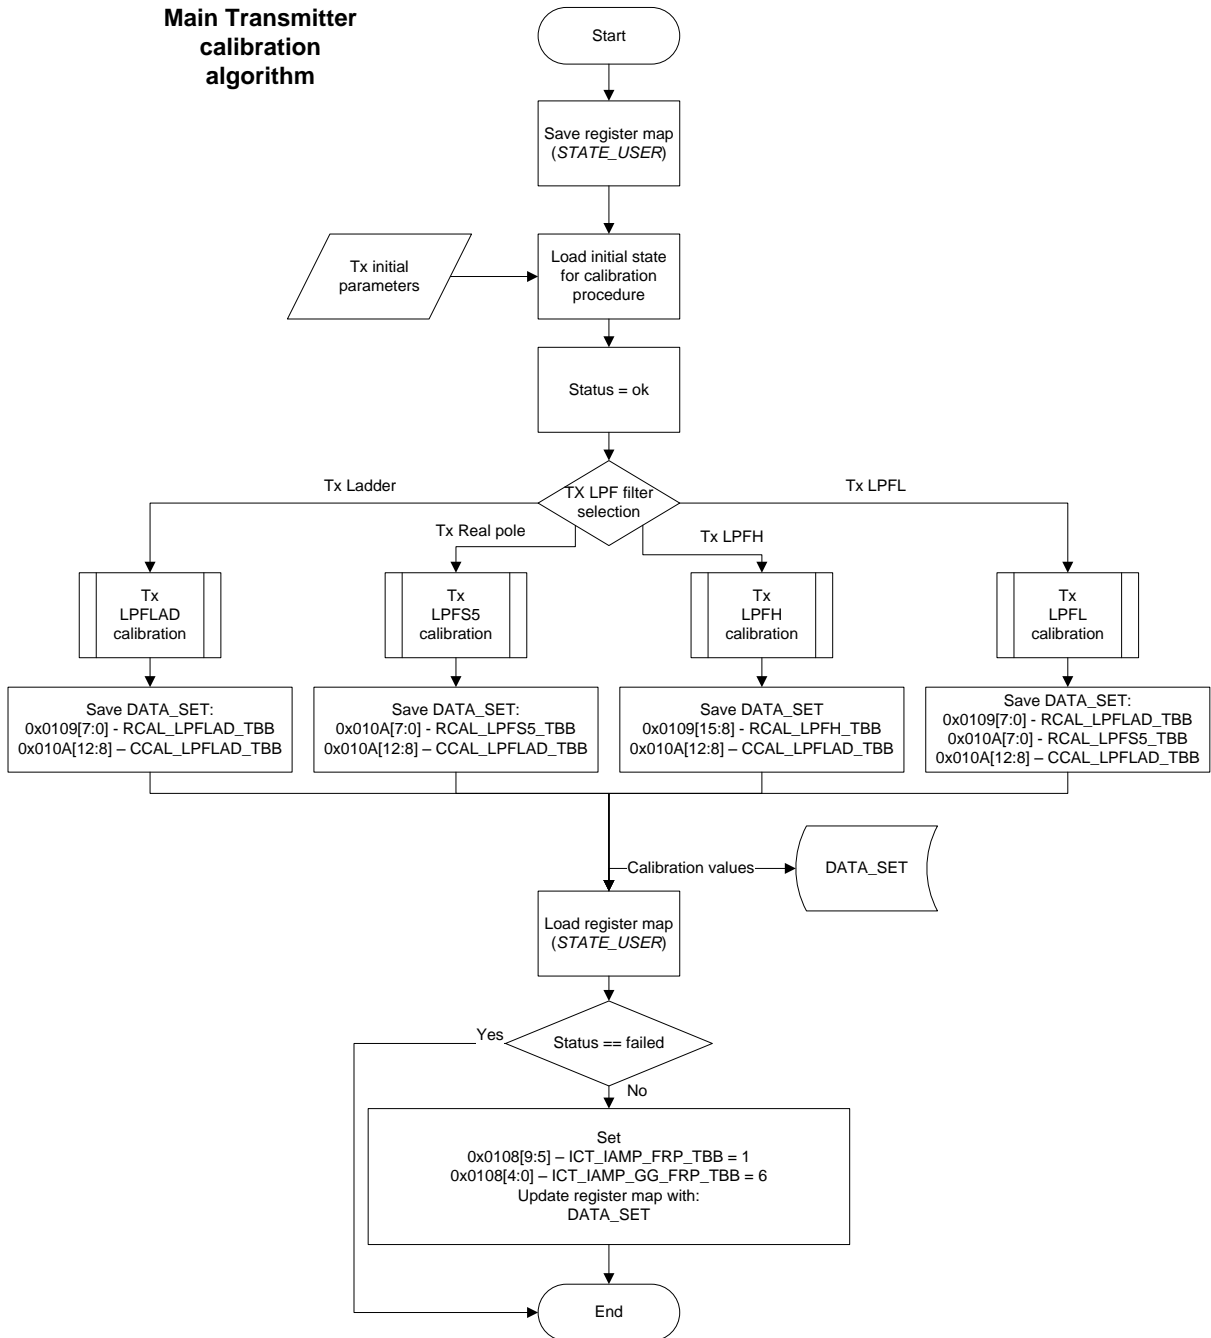 Main Transmitter
calibration
algorithm
Start
Save register map
(STATE_USER)
Tx initial
parameters
Load initial state
for calibration
procedure
Status = ok
TX LPF filter
selection
Tx Ladder
Tx Real pole
Tx LPFH
Tx LPFL
Tx
LPFLAD
calibration
Tx
LPFS5
calibration
Tx
LPFH
calibration
Tx
LPFL
calibration
Save DATA_SET:
0x0109[7:0] - RCAL_LPFLAD_TBB
0x010A[12:8] – CCAL_LPFLAD_TBB
Save DATA_SET:
0x010A[7:0] - RCAL_LPFS5_TBB
0x010A[12:8] – CCAL_LPFLAD_TBB
Save DATA_SET
0x0109[15:8] - RCAL_LPFH_TBB
0x010A[12:8] – CCAL_LPFLAD_TBB
Save DATA_SET:
0x0109[7:0] - RCAL_LPFLAD_TBB
0x010A[7:0] - RCAL_LPFS5_TBB
0x010A[12:8] – CCAL_LPFLAD_TBB
Calibration values
DATA_SET
Load register map
(STATE_USER)
Status == failed
Yes
No
Set
0x0108[9:5] – ICT_IAMP_FRP_TBB = 1
0x0108[4:0] – ICT_IAMP_GG_FRP_TBB = 6
Update register map with:
DATA_SET
End